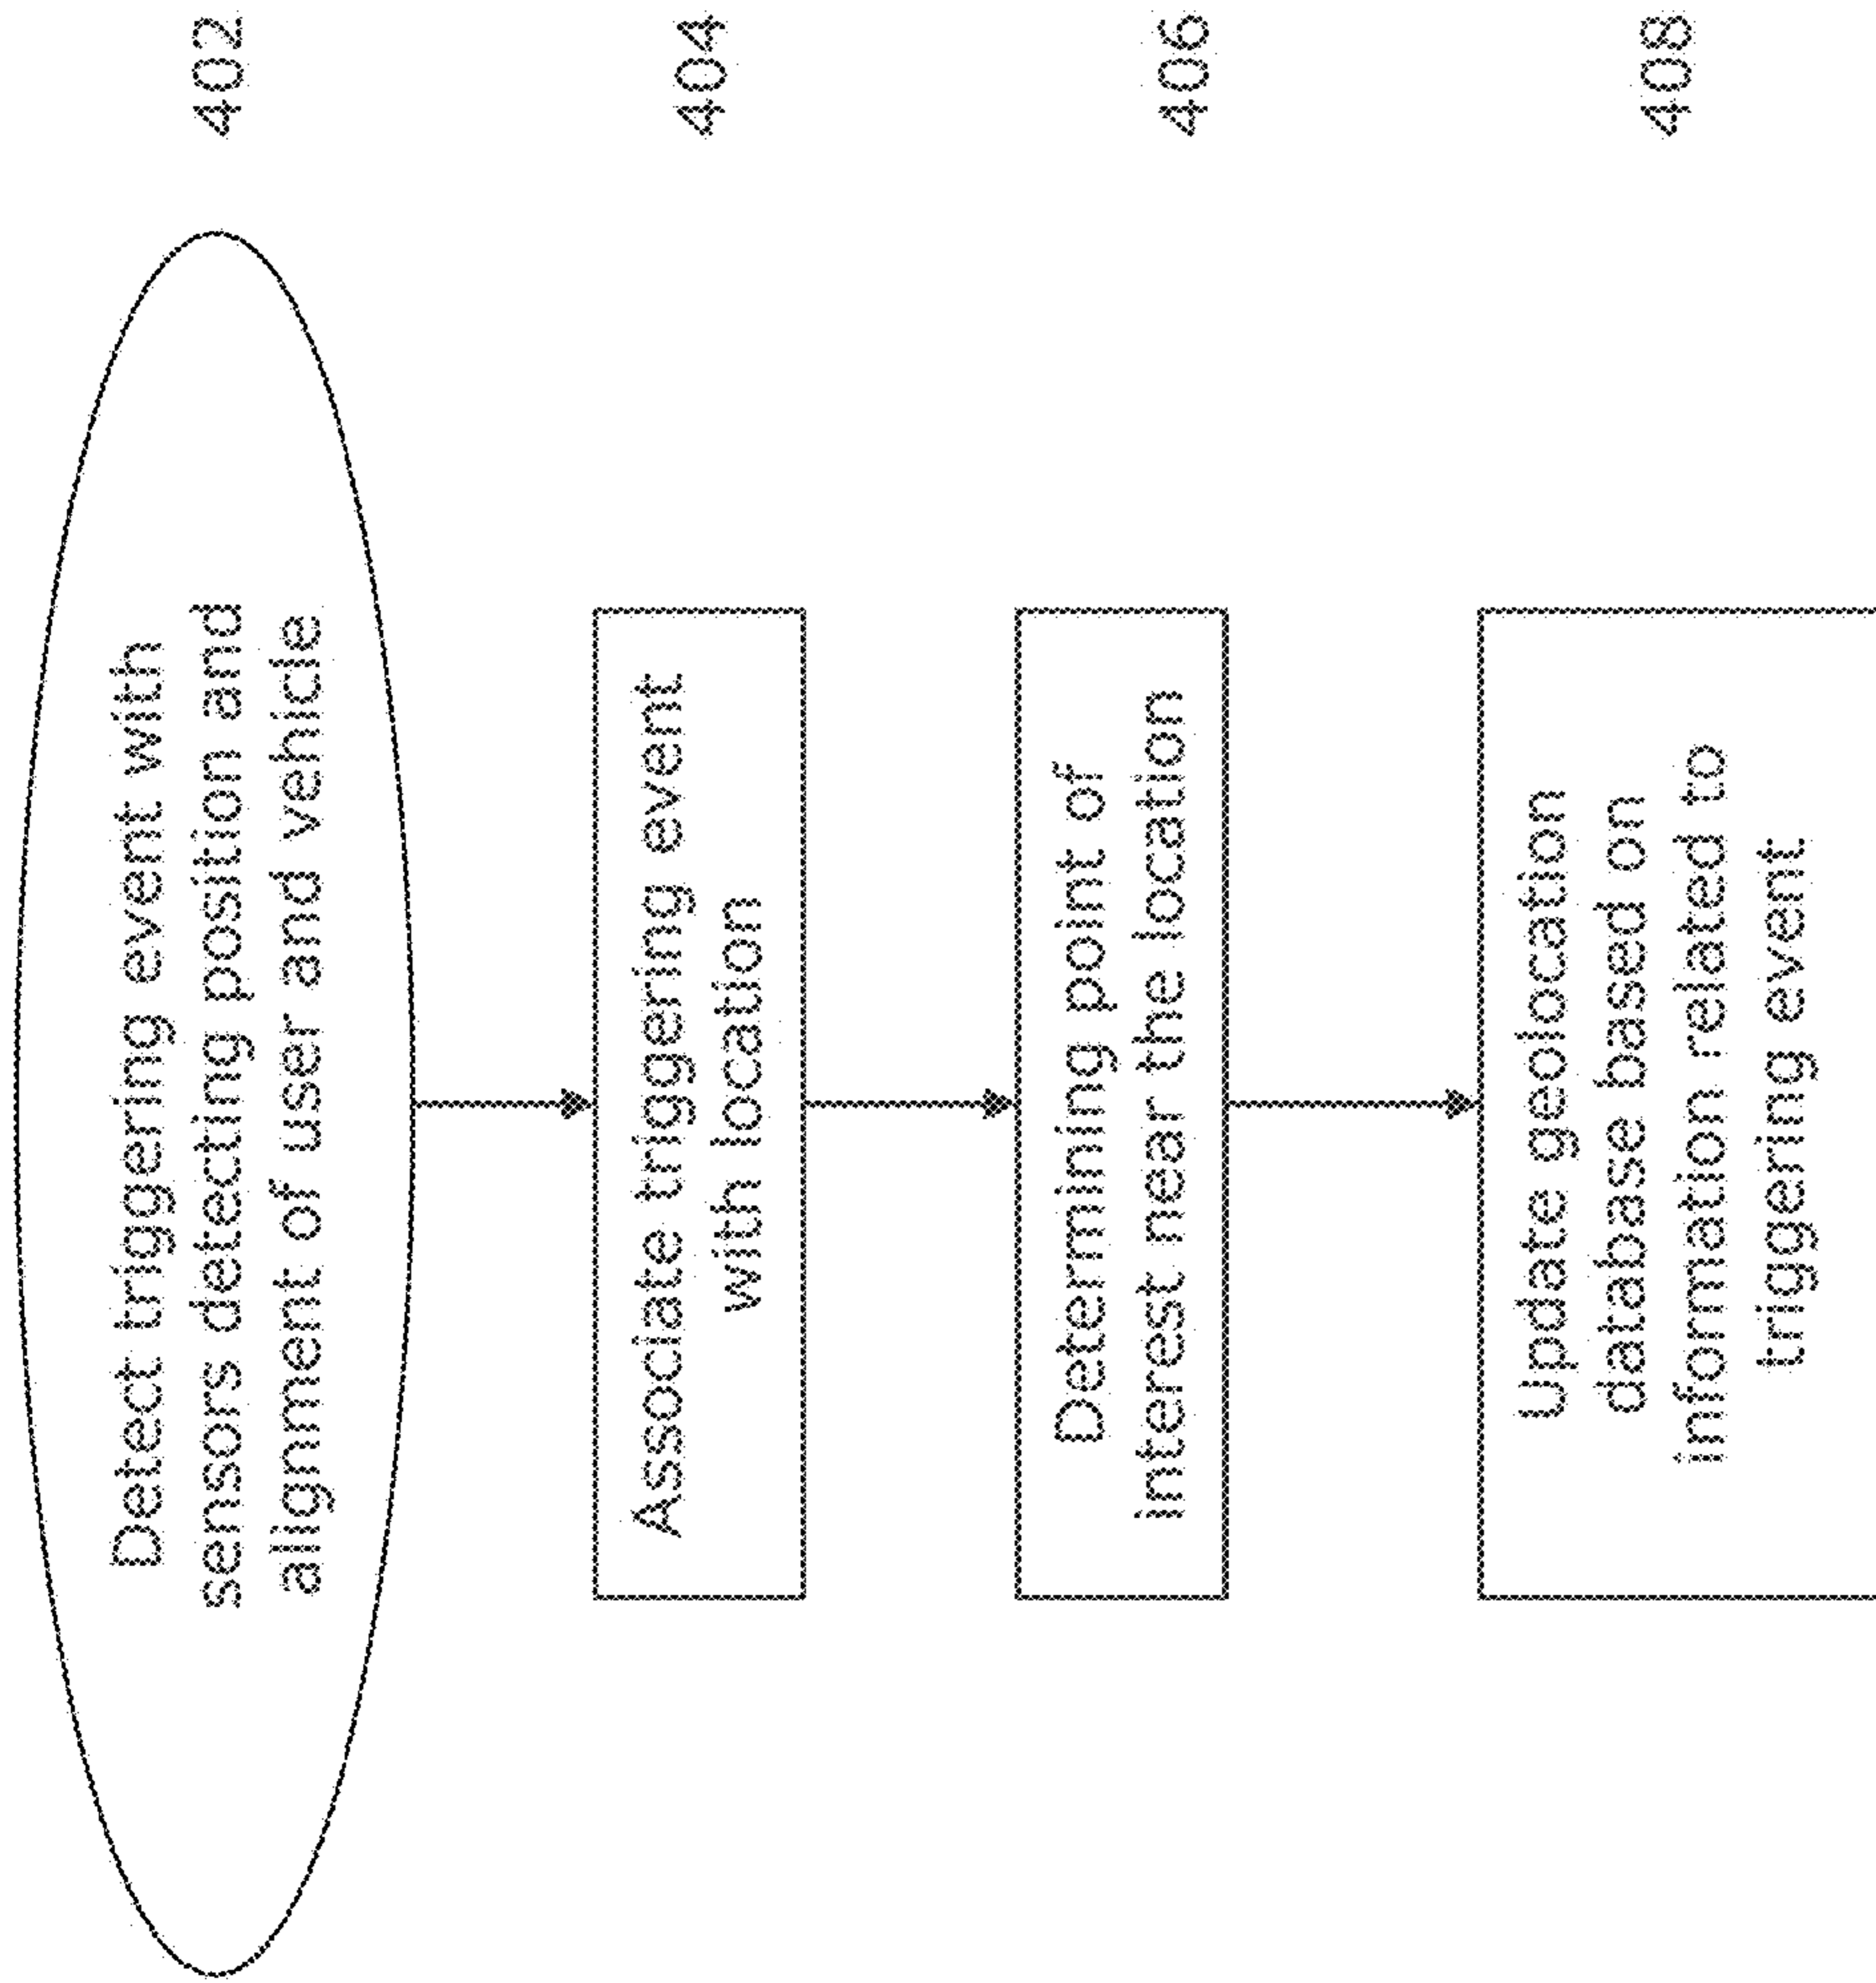 Detect triggering event with
sensors detecting position and
alignment of user and vehicle
402
Associate triggering event
with location
404
Determining point of
interest near the location
406
Update geolocation
database based on
information related to
triggering event
408